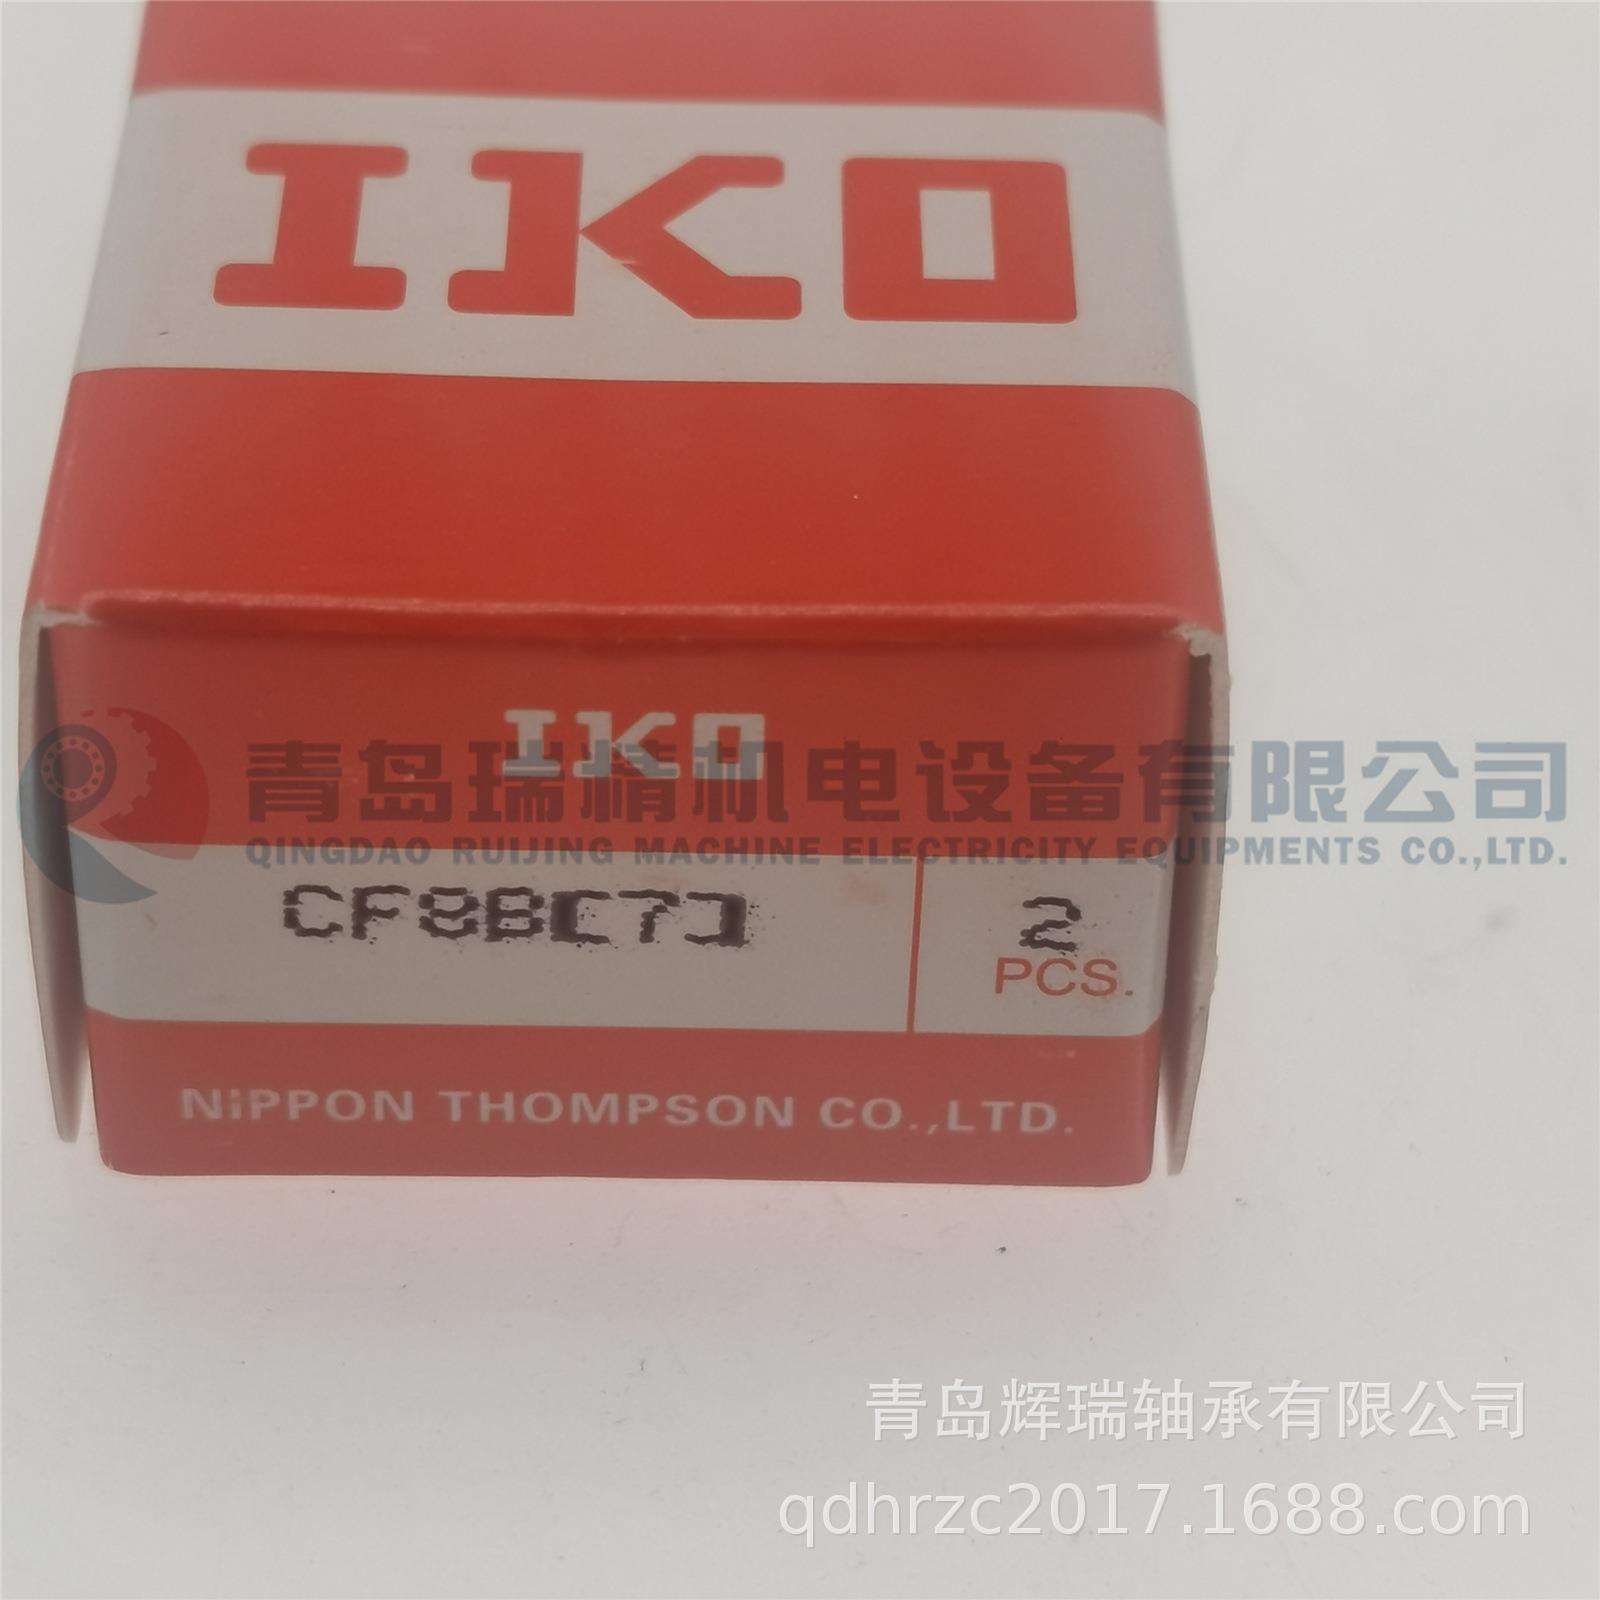 IKO
IKO
青岛瑞精机电设备有限公司
QINGDAO RUIJING MACHINE ELECTRICITY EQUIPMENTS CO.,LTD.
CF8B[7] 2
PCS.
NIPPON THOMPSON CO.,LTD.
青岛辉瑞轴承有限公司
qdhrzc2017.1688.com